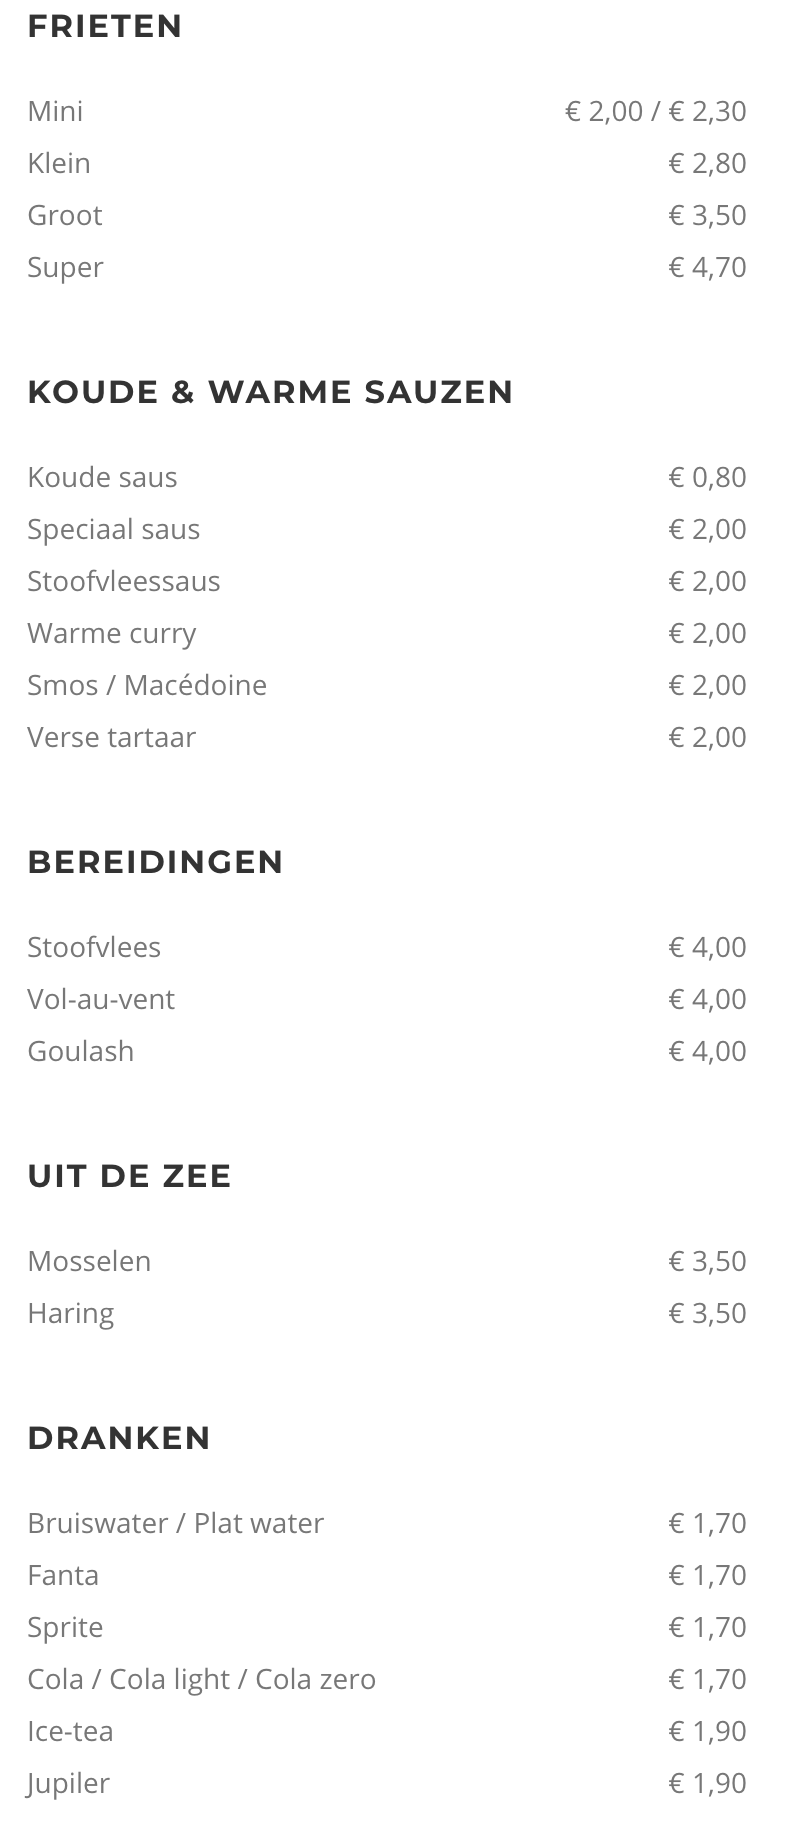 FRIETEN
Mini € 2,00 / € 2,30
Klein € 2,80
Groot € 3,50
Super € 4,70
KOUDE & WARME SAUZEN
Koude saus € 0,80
Speciaal saus € 2,00
Stoofvleessaus € 2,00
Warme curry € 2,00
Smos / Macédoine € 2,00
Verse tartaar € 2,00
BEREIDINGEN
Stoofvlees € 4,00
Vol-au-vent € 4,00
Goulash € 4,00
UIT DE ZEE
Mosselen € 3,50
Haring € 3,50
DRANKEN
Bruiswater / Plat water € 1,70
Fanta € 1,70
Sprite € 1,70
Cola / Cola light / Cola zero € 1,70
Ice-tea € 1,90
Jupiler € 1,90